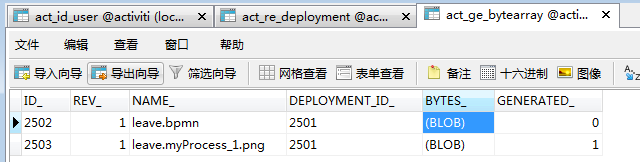 act_id_user @activiti (loc... act_re_deployment @ac... act_ge_bytearray @acti...
文件 编辑 查看 窗口 帮助
导入向导 导出向导 筛选向导 网格查看 表单查看 备注 十六进制 图像
ID_ REV_ NAME_ DEPLOYMENT_ID_ BYTES_ GENERATED_
2502 1 leave.bpmn 2501 (BLOB) 0
2503 1 leave.myProcess_1.png 2501 (BLOB) 1